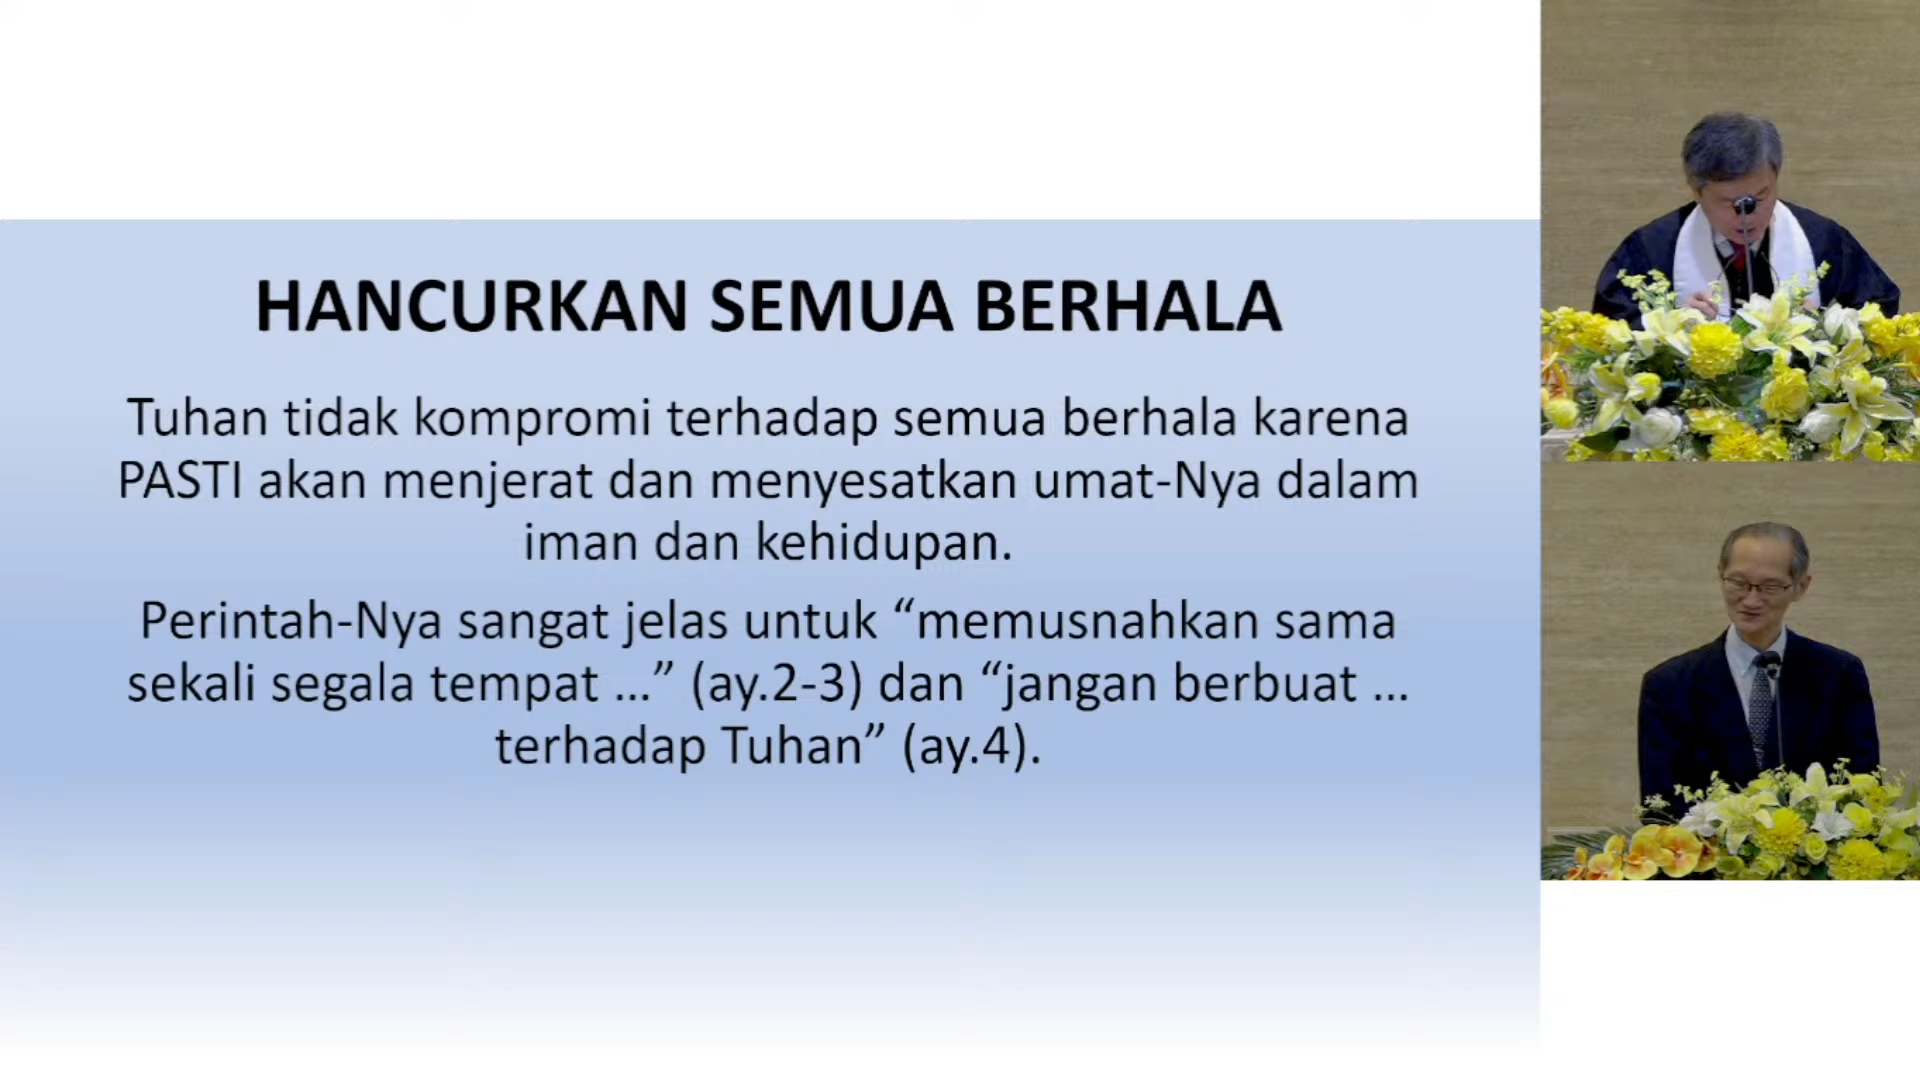 HANCURKAN SEMUA BERHALA
Tuhan tidak kompromi terhadap semua berhala karena
PASTI akan menjerat dan menyesatkan umat-Nya dalam
iman dan kehidupan.
Perintah-Nya sangat jelas untuk “memusnahkan sama
sekali segala tempat ...” (ay.2-3) dan “jangan berbuat ...
terhadap Tuhan” (ay.4).